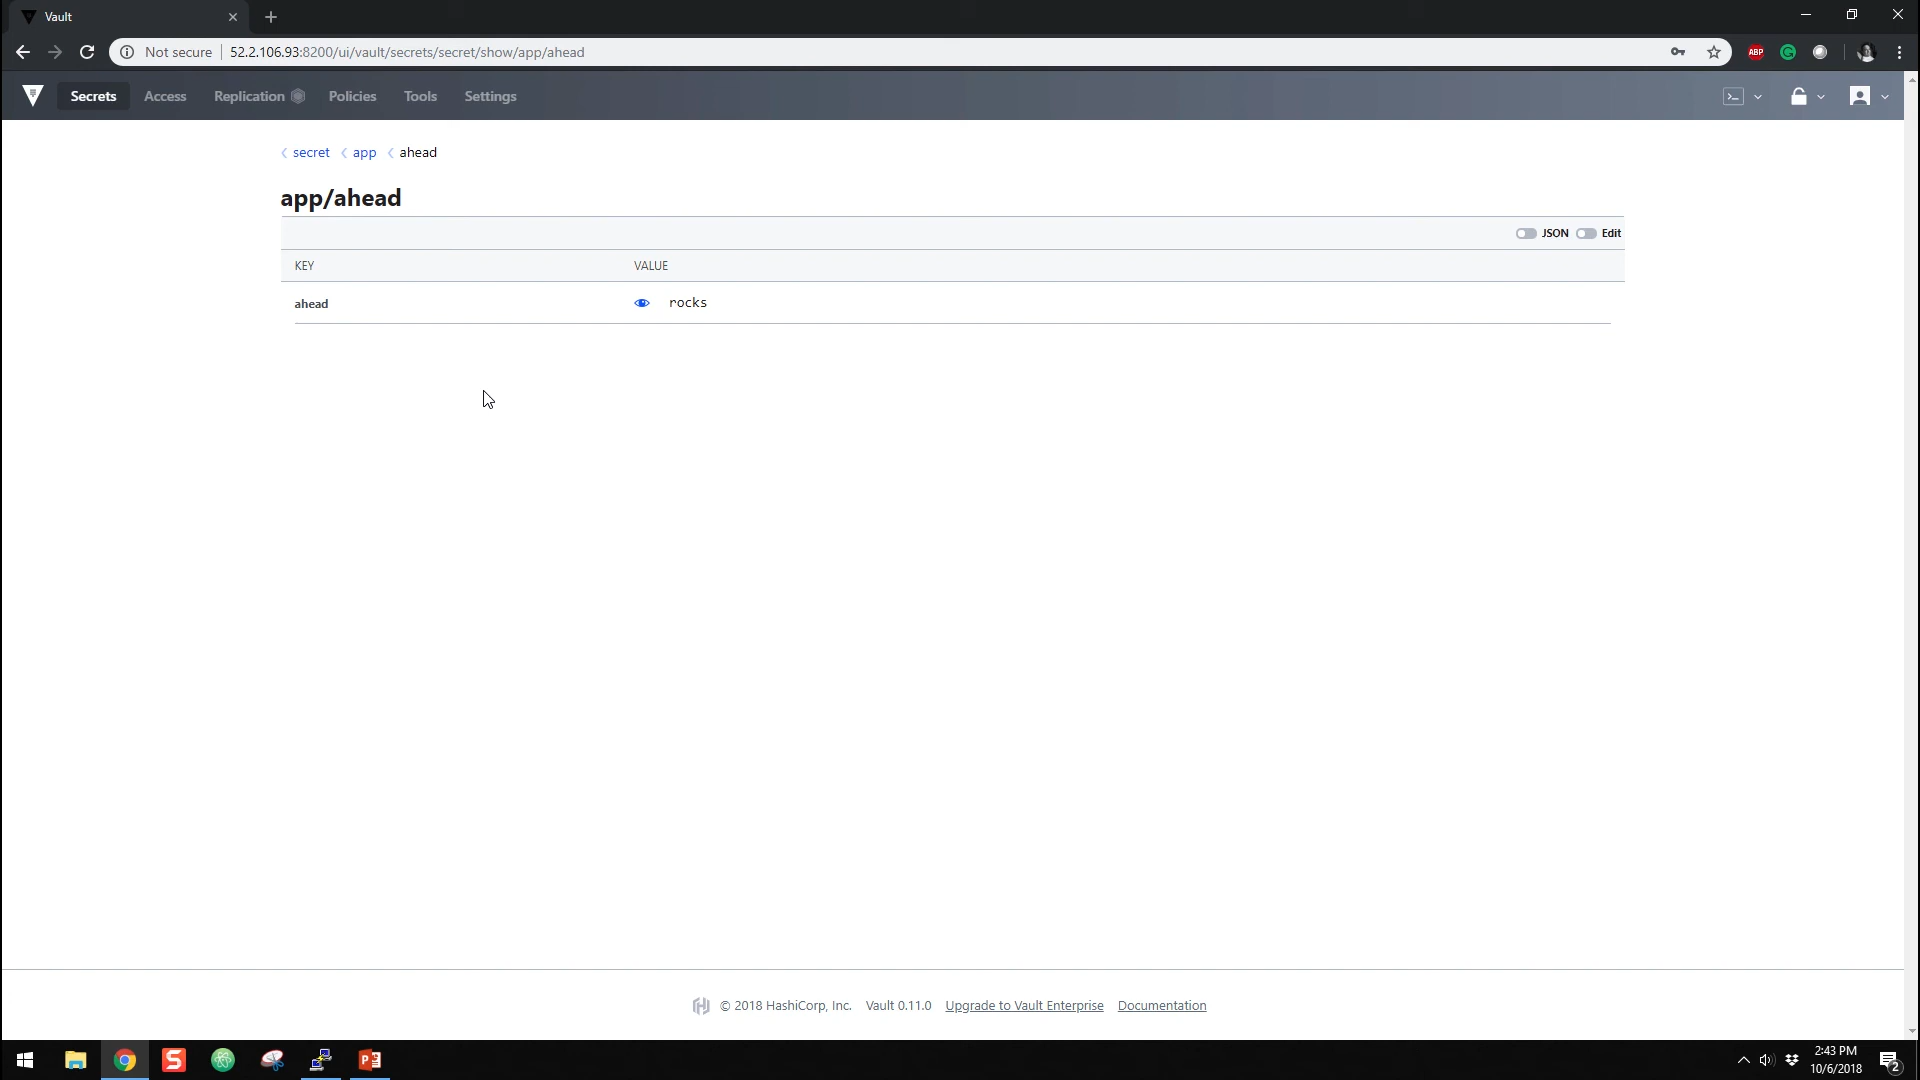 Vault
Not secure 52.2.106.93:8200/ui/vault/secrets/secret/show/app/ahead
ABP
Secrets Access Replication Policies Tools Settings
secret app ahead
app/ahead
JSON Edit
KEY VALUE
ahead rocks
© 2018 HashiCorp, Inc. Vault 0.11.0 Upgrade to Vault Enterprise Documentation
2:43 PM
10/6/2018
2